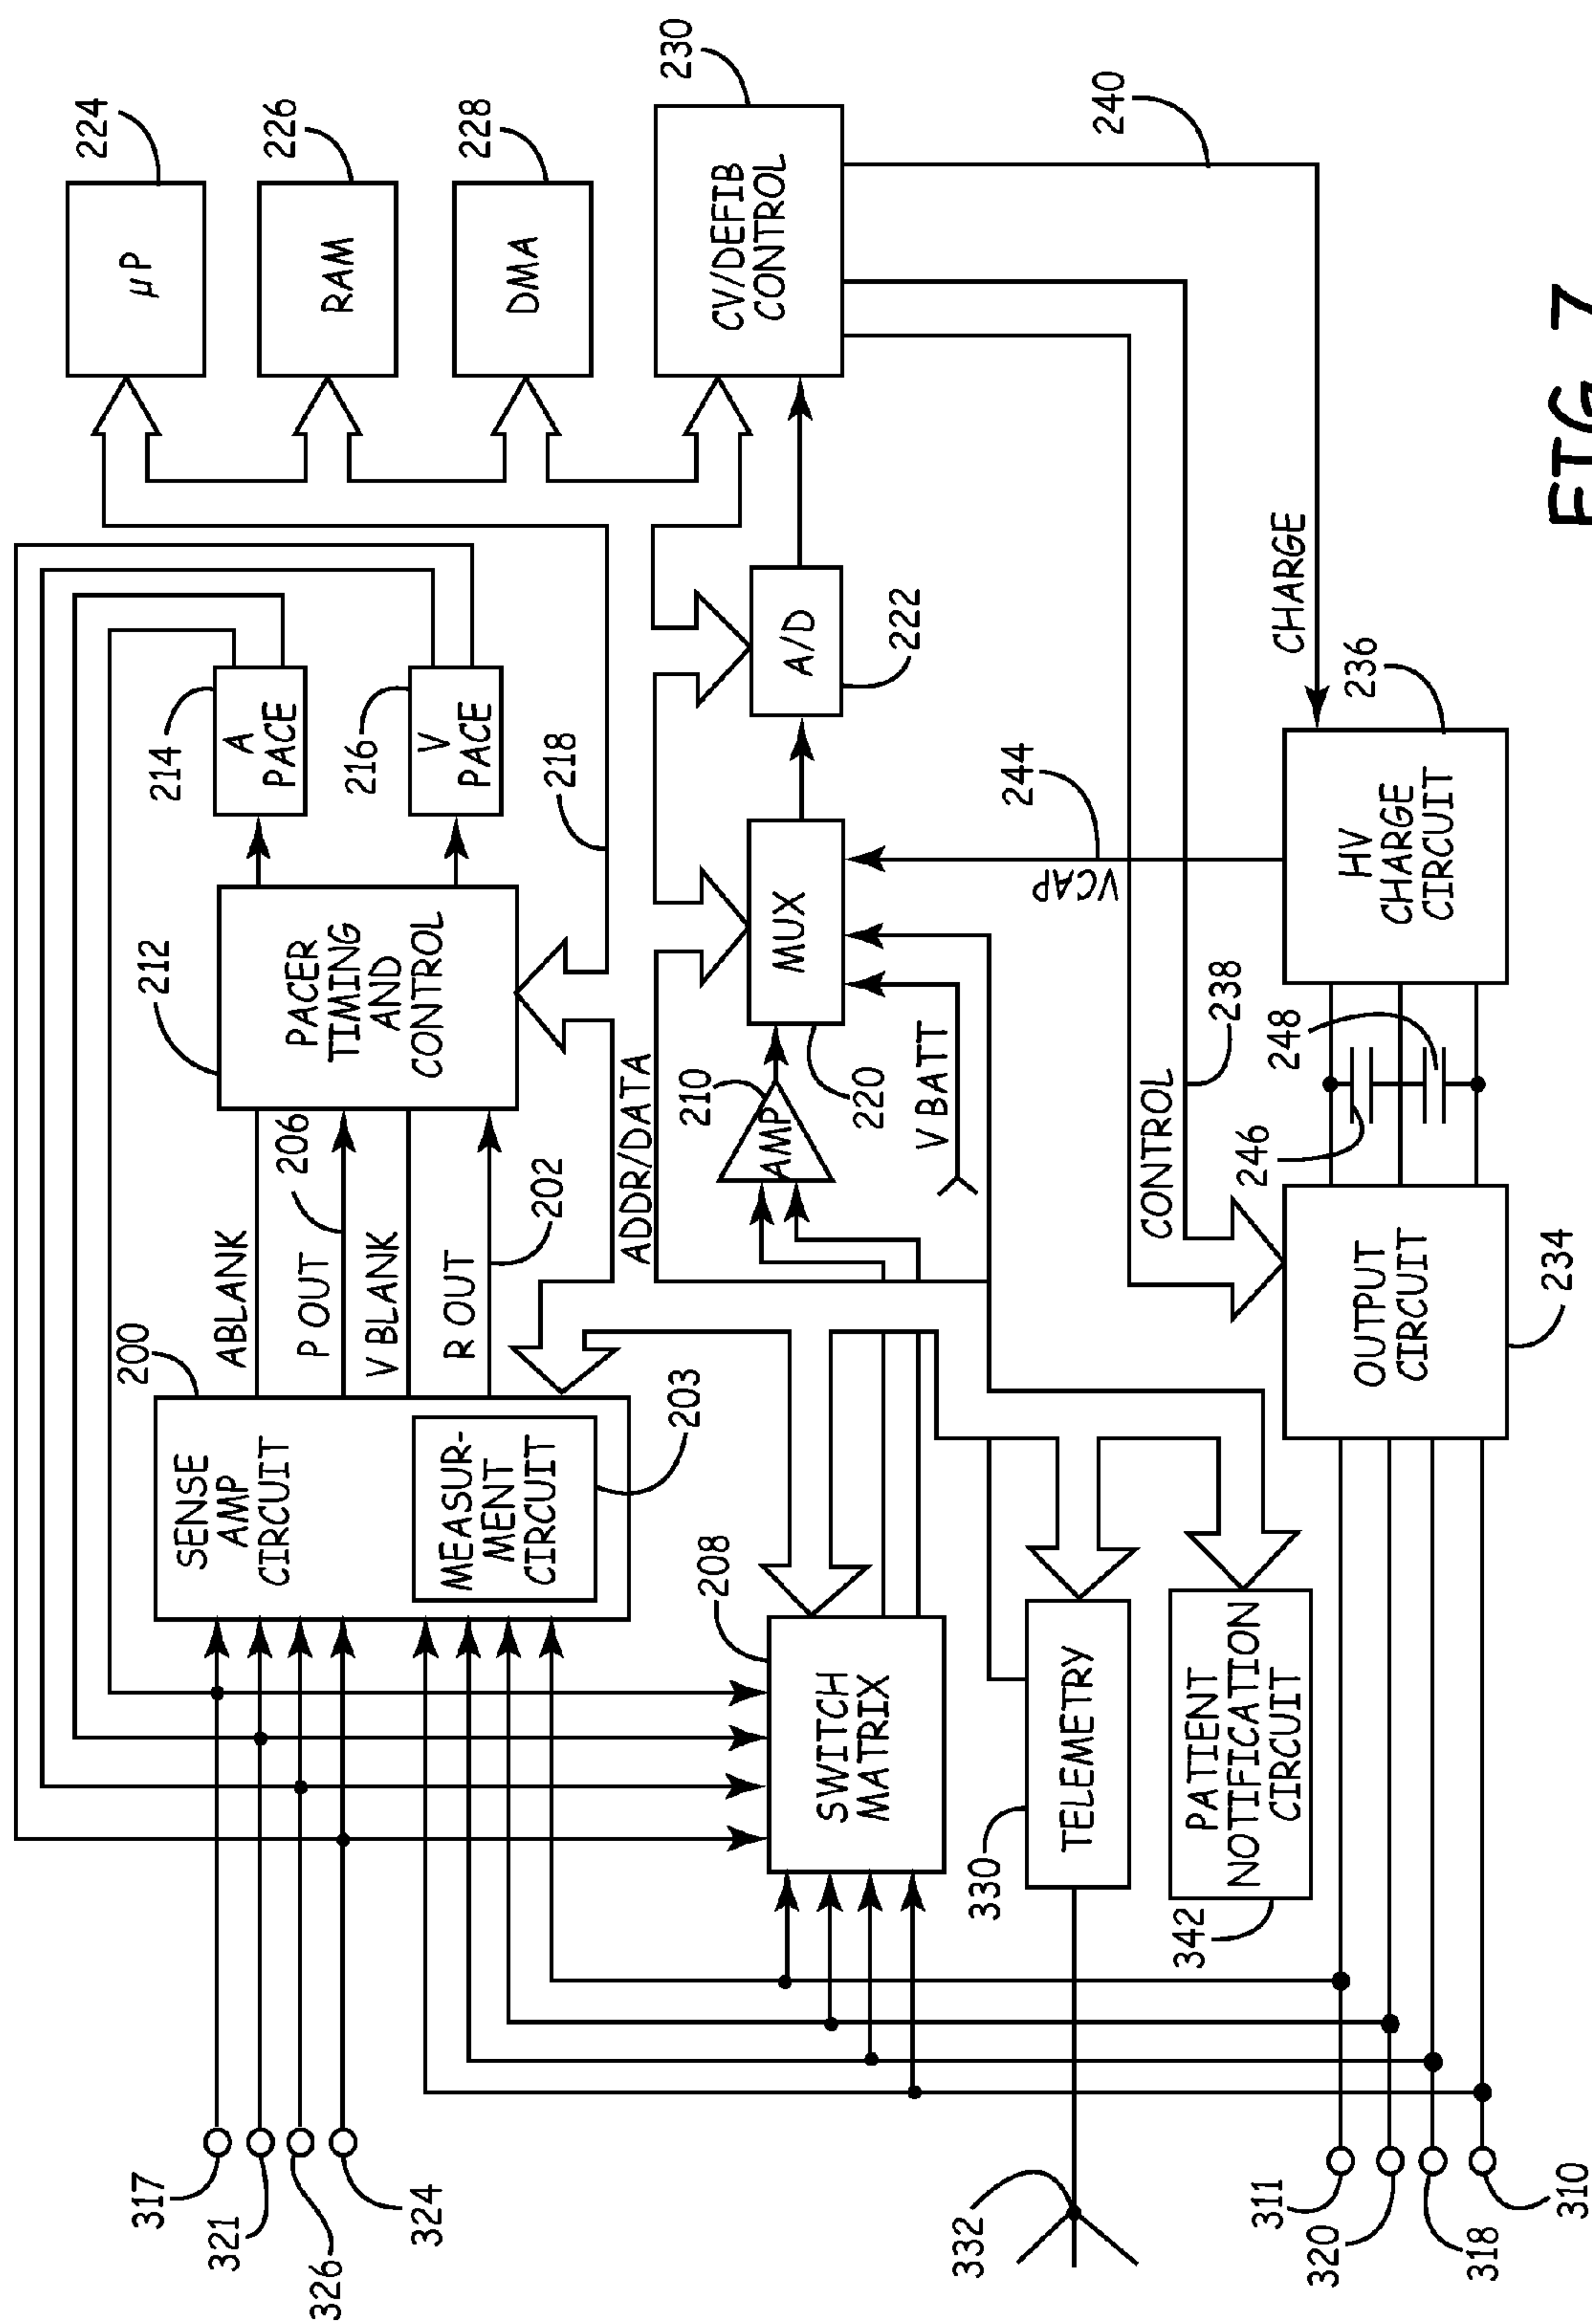 317
321
326
324
200
SENSE
AMP
CIRCUIT
MEASUR-
MENT
CIRCUIT
203
ABLANK
P OUT
206
V BLANK
R OUT
202
212
PACER
TIMING
AND
CONTROL
214
A
PACE
216
V
PACE
218
224
µP
226
RAM
228
DMA
230
CV/DEFIB
CONTROL
ADDR/DATA
208
SWITCH
MATRIX
210
AMP
220
MUX
222
A/D
V BATT
244
VCAP
240
330
TELEMETRY
332
342
PATIENT
NOTIFICATION
CIRCUIT
CONTROL
238
CHARGE
311
320
318
310
OUTPUT
CIRCUIT
234
246
248
HV
CHARGE
CIRCUIT
236
FIG. 7